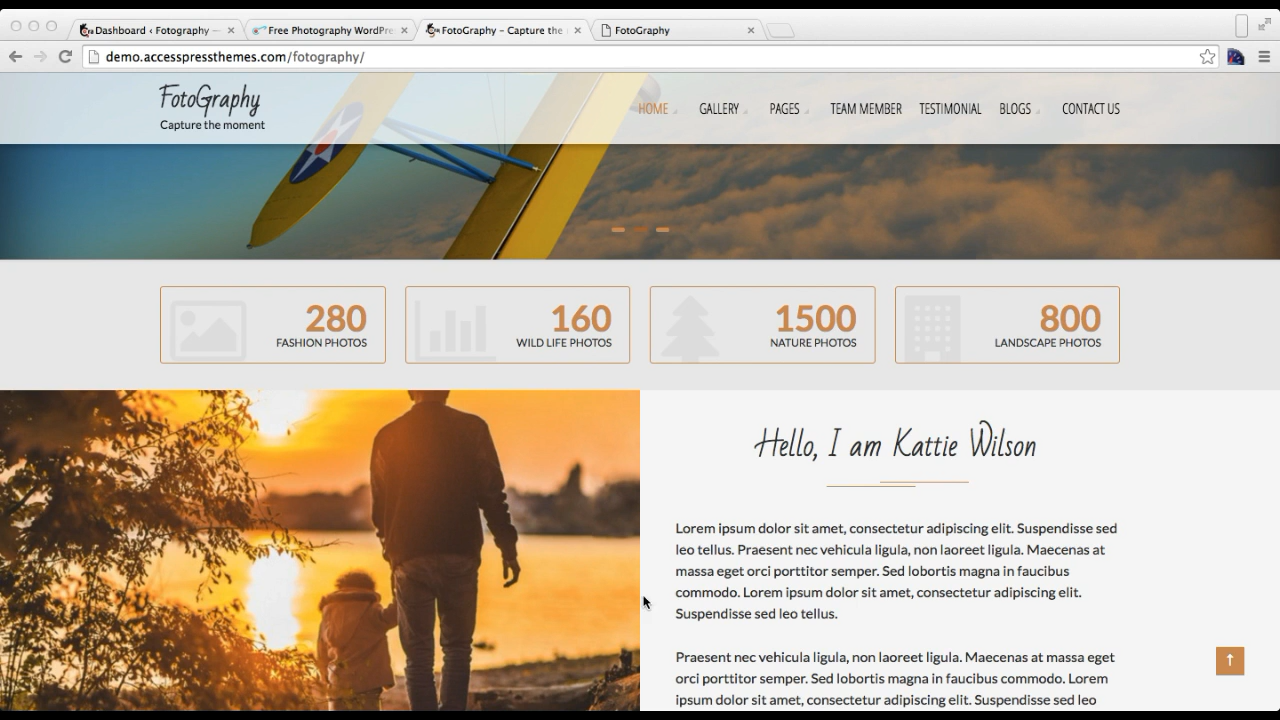 Dashboard ‹ Fotography —
Free Photography WordPre
FotoGraphy – Capture the
FotoGraphy
demo.accesspressthemes.com/fotography/
FotoGraphy
Capture the moment
HOME
GALLERY
PAGES
TEAM MEMBER
TESTIMONIAL
BLOGS
CONTACT US
280
FASHION PHOTOS
160
WILD LIFE PHOTOS
1500
NATURE PHOTOS
800
LANDSCAPE PHOTOS
Hello, I am Kattie Wilson
Lorem ipsum dolor sit amet, consectetur adipiscing elit. Suspendisse sed
leo tellus. Praesent nec vehicula ligula, non laoreet ligula. Maecenas at
massa eget orci porttitor semper. Sed lobortis magna in faucibus
commodo. Lorem ipsum dolor sit amet, consectetur adipiscing elit.
Suspendisse sed leo tellus.
Praesent nec vehicula ligula, non laoreet ligula. Maecenas at massa eget
orci porttitor semper. Sed lobortis magna in faucibus commodo. Lorem
ipsum dolor sit amet, consectetur adipiscing elit. Suspendisse sed leo